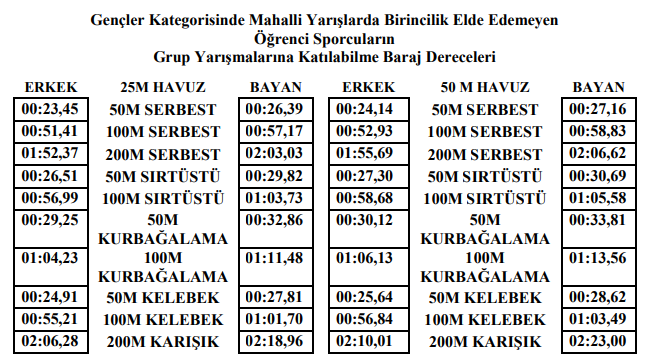 Gençler Kategorisinde Mahalli Yarışlarda Birincilik Elde Edemeyen
Öğrenci Sporcuların
Grup Yarışmalarına Katılabilme Baraj Dereceleri
ERKEK 25M HAVUZ BAYAN ERKEK 50 M HAVUZ BAYAN
00:23,45 50M SERBEST 00:26,39 00:24,14 50M SERBEST 00:27,16
00:51,41 100M SERBEST 00:57,17 00:52,93 100M SERBEST 00:58,83
01:52,37 200M SERBEST 02:03,03 01:55,69 200M SERBEST 02:06,62
00:26,51 50M SIRTÜSTÜ 00:29,82 00:27,30 50M SIRTÜSTÜ 00:30,69
00:56,99 100M SIRTÜSTÜ 01:03,73 00:58,68 100M SIRTÜSTÜ 01:05,58
00:29,25 50M 00:32,86 00:30,12 50M 00:33,81
KURBAĞALAMA KURBAĞALAMA
01:04,23 100M 01:11,48 01:06,13 100M 01:13,56
KURBAĞALAMA KURBAĞALAMA
00:24,91 50M KELEBEK 00:27,81 00:25,64 50M KELEBEK 00:28,62
00:55,21 100M KELEBEK 01:01,70 00:56,84 100M KELEBEK 01:03,49
02:06,28 200M KARIŞIK 02:18,96 02:10,01 200M KARIŞIK 02:23,00